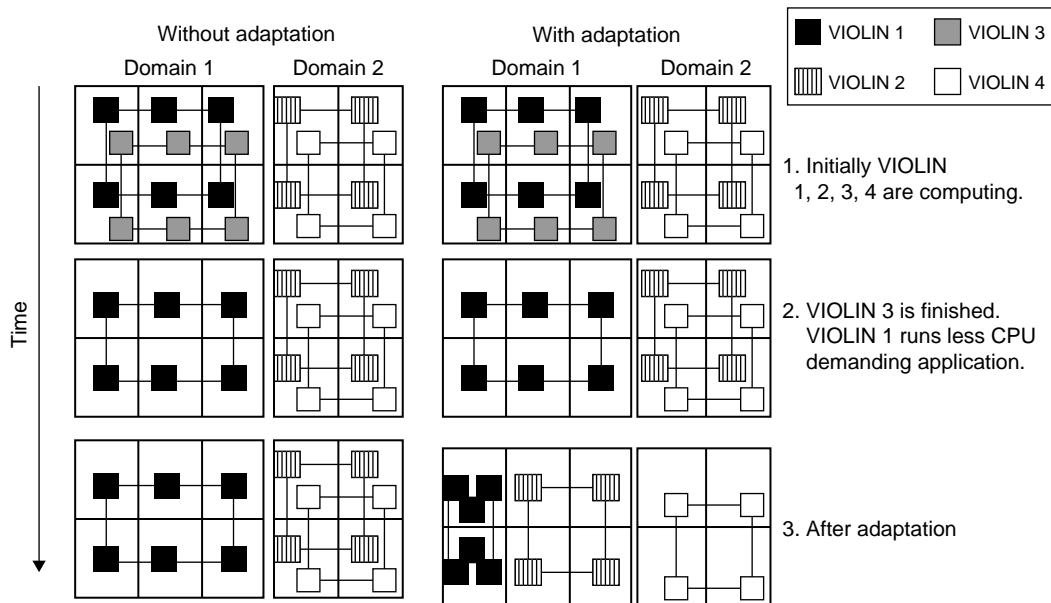 Without adaptation
With adaptation
VIOLIN 1
VIOLIN 3
VIOLIN 2
VIOLIN 4
Domain 1
Domain 2
Domain 1
Domain 2
Time
1. Initially VIOLIN
1, 2, 3, 4 are computing.
2. VIOLIN 3 is finished.
VIOLIN 1 runs less CPU
demanding application.
3. After adaptation